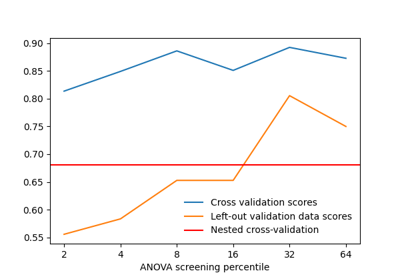 0.90
0.85
0.80
0.75
0.70
0.65
0.60
0.55
2 4 8 16 32 64
ANOVA screening percentile
Cross validation scores
Left-out validation data scores
Nested cross-validation